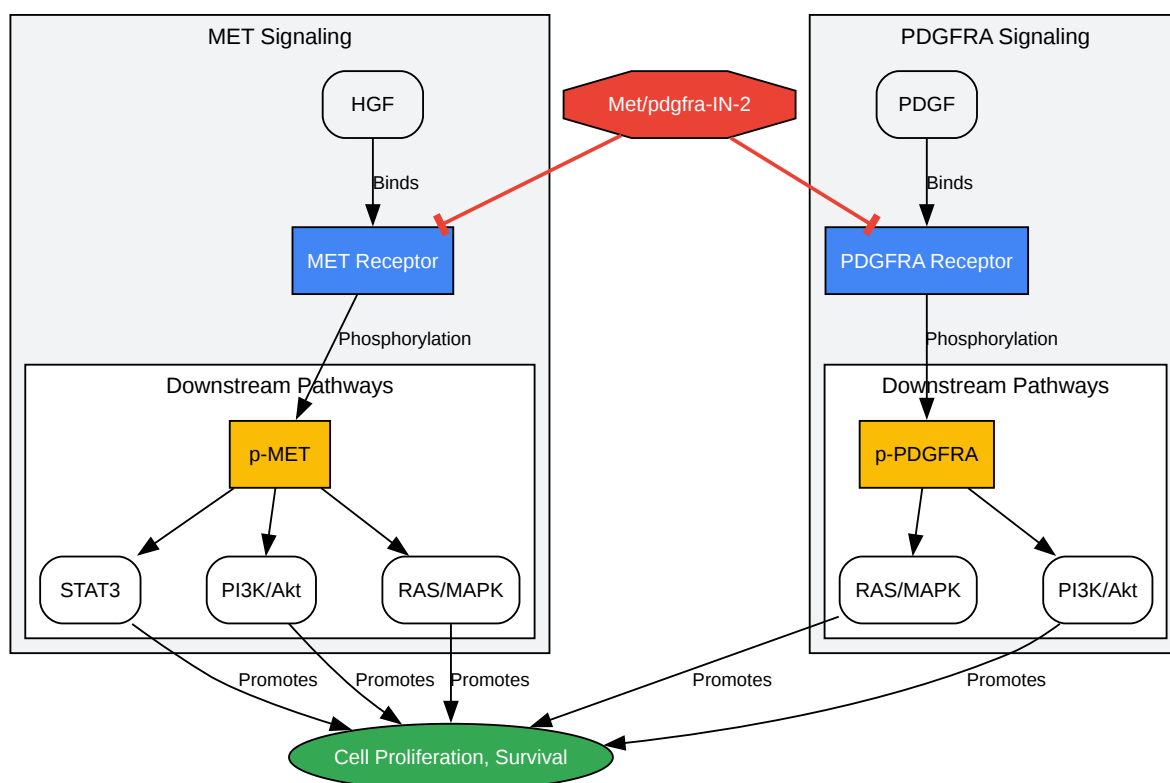 MET Signaling
PDGFRA Signaling
HGF
Met/pdgfra-IN-2
PDGF
Binds
Binds
MET Receptor
PDGFRA Receptor
Phosphorylation
Phosphorylation
Downstream Pathways
Downstream Pathways
p-MET
p-PDGFRA
STAT3
PI3K/Akt
RAS/MAPK
RAS/MAPK
PI3K/Akt
Promotes
Promotes
Promotes
Promotes
Promotes
Cell Proliferation, Survival